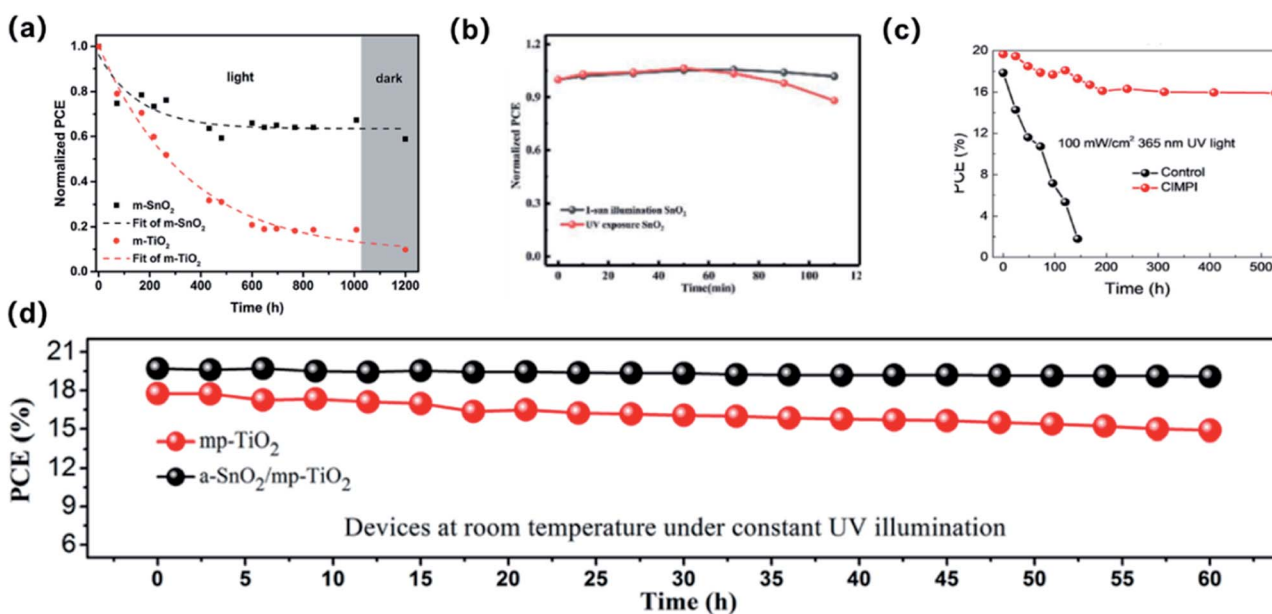 (a)
Normalized PCE
1.0
0.8
0.6
0.4
0.2
0.0
light
dark
m-SnO₂
Fit of m-SnO₂
m-TiO₂
Fit of m-TiO₂
0 200 400 600 800 1000 1200
Time (h)
(b)
Normalized PCE
1.2
0.9
0.6
0.3
0.0
1-sun illumination SnO₂
UV exposure SnO₂
0 20 40 60 80 100 12
Time(min)
(c)
PCE (%)
20
16
12
8
4
0
100 mW/cm² 365 nm UV light
Control
CIMPI
0 100 200 300 400 500
Time (h)
(d)
PCE (%)
21
18
15
12
9
6
mp-TiO₂
a-SnO₂/mp-TiO₂
Devices at room temperature under constant UV illumination
0 5 10 15 20 25 30 35 40 45 50 55 60
Time (h)